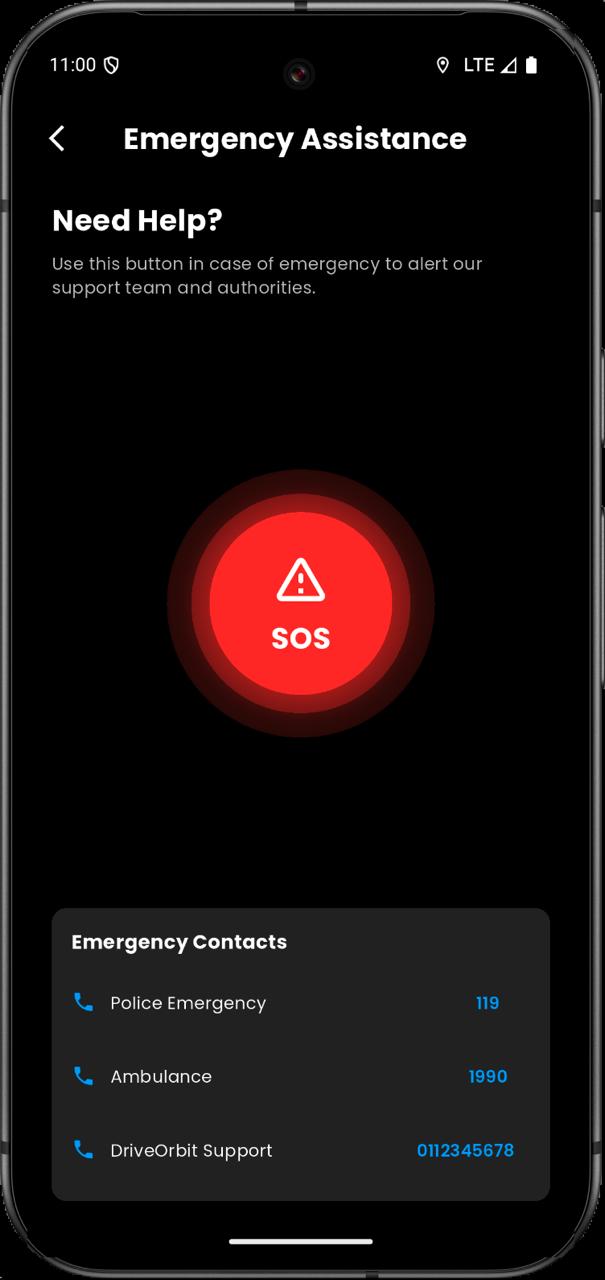 11:00
LTE
Emergency Assistance
Need Help?
Use this button in case of emergency to alert our
support team and authorities.
SOS
Emergency Contacts
Police Emergency 119
Ambulance 1990
DriveOrbit Support 0112345678